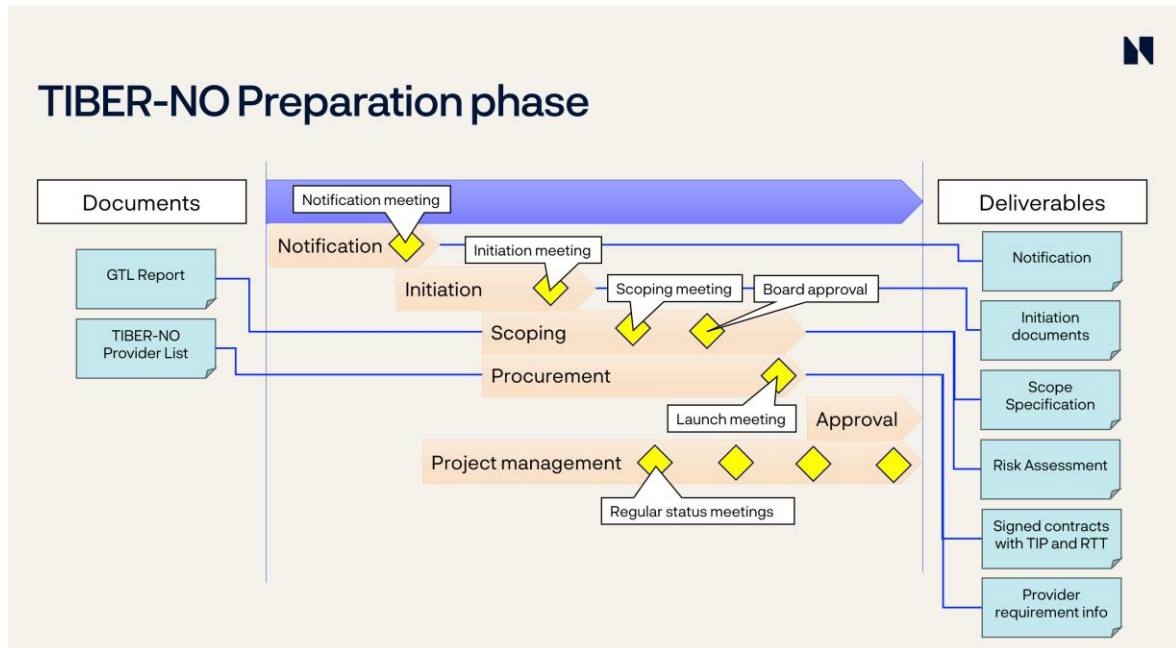 TIBER-NO Preparation phase
Documents
Notification meeting
Deliverables
Notification
Initiation meeting
Notification
GTL Report
Initiation
Scoping meeting
Board approval
Initiation
documents
Scoping
TIBER-NO
Provider List
Procurement
Scope
Specification
Launch meeting
Approval
Project management
Risk Assessment
Regular status meetings
Signed contracts
with TIP and RTT
Provider
requirement info